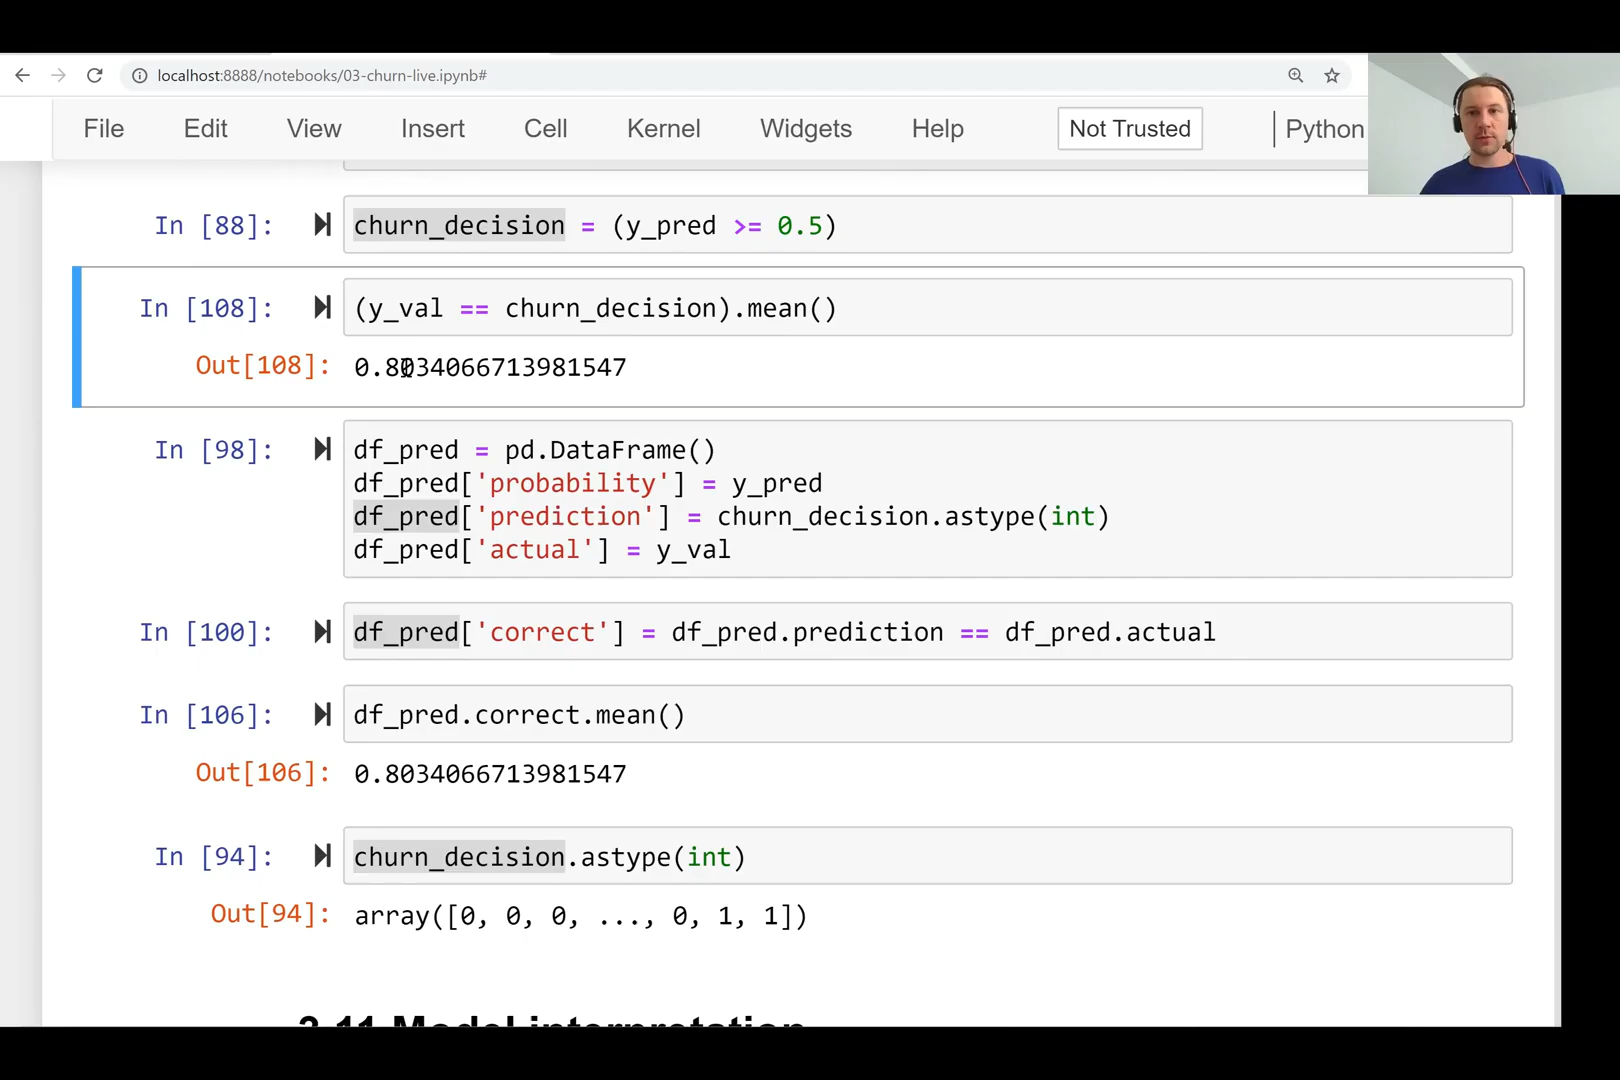 localhost:8888/notebooks/03-churn-live.ipynb#
File Edit View Insert Cell Kernel Widgets Help Not Trusted Python
In [88]: churn_decision = (y_pred >= 0.5)
In [108]: (y_val == churn_decision).mean()
Out[108]: 0.8034066713981547
In [98]: df_pred = pd.DataFrame()
df_pred['probability'] = y_pred
df_pred['prediction'] = churn_decision.astype(int)
df_pred['actual'] = y_val
In [100]: df_pred['correct'] = df_pred.prediction == df_pred.actual
In [106]: df_pred.correct.mean()
Out[106]: 0.8034066713981547
In [94]: churn_decision.astype(int)
Out[94]: array([0, 0, 0, ..., 0, 1, 1])
3.11 Model interpretation